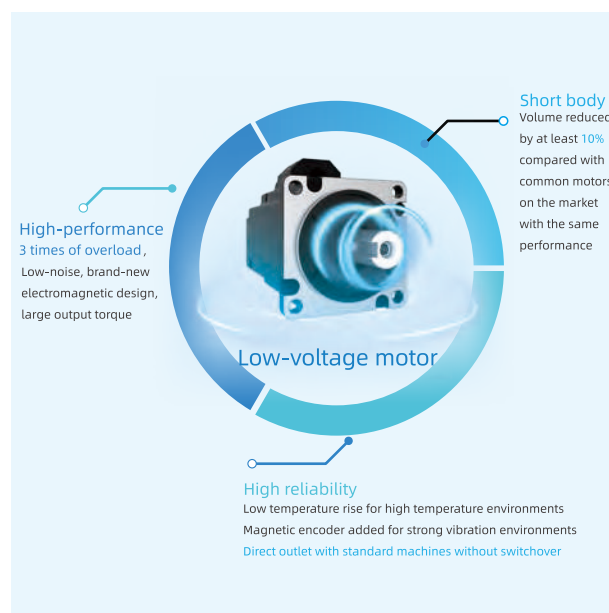 Short body
Volume reduced
by at least 10%
compared with
common motors
on the market
with the same
performance
High-performance
3 times of overload,
Low-noise, brand-new
electromagnetic design,
large output torque
Low-voltage motor
High reliability
Low temperature rise for high temperature environments
Magnetic encoder added for strong vibration environments
Direct outlet with standard machines without switchover